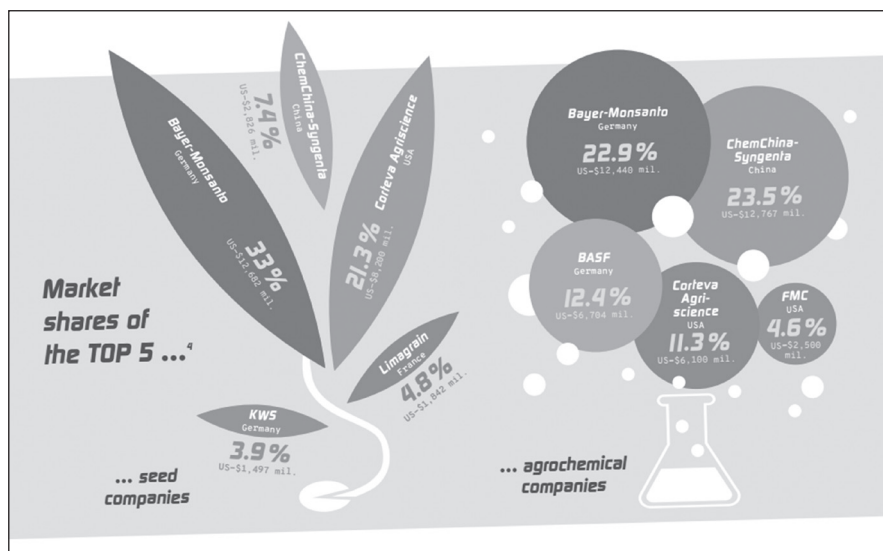 Market
shares of
the TOP 5 ...⁴
Bayer-Monsanto
Germany
33%
US-$12,682 mil.
ChemChina-Syngenta
China
7.4%
US-$2,826 mil.
Corteva Agriscience
USA
21.3%
US-$8,200 mil.
Limagrain
France
4.8%
US-$1,842 mil.
KWS
Germany
3.9%
US-$1,497 mil.
... seed
companies
Bayer-Monsanto
Germany
22.9%
US-$12,440 mil.
ChemChina-
Syngenta
China
23.5%
US-$12,767 mil.
BASF
Germany
12.4%
US-$6,704 mil.
Corteva
Agri-
science
USA
11.3%
US-$6,100 mil.
FMC
USA
4.6%
US-$2,500
mil.
... agrochemical
companies